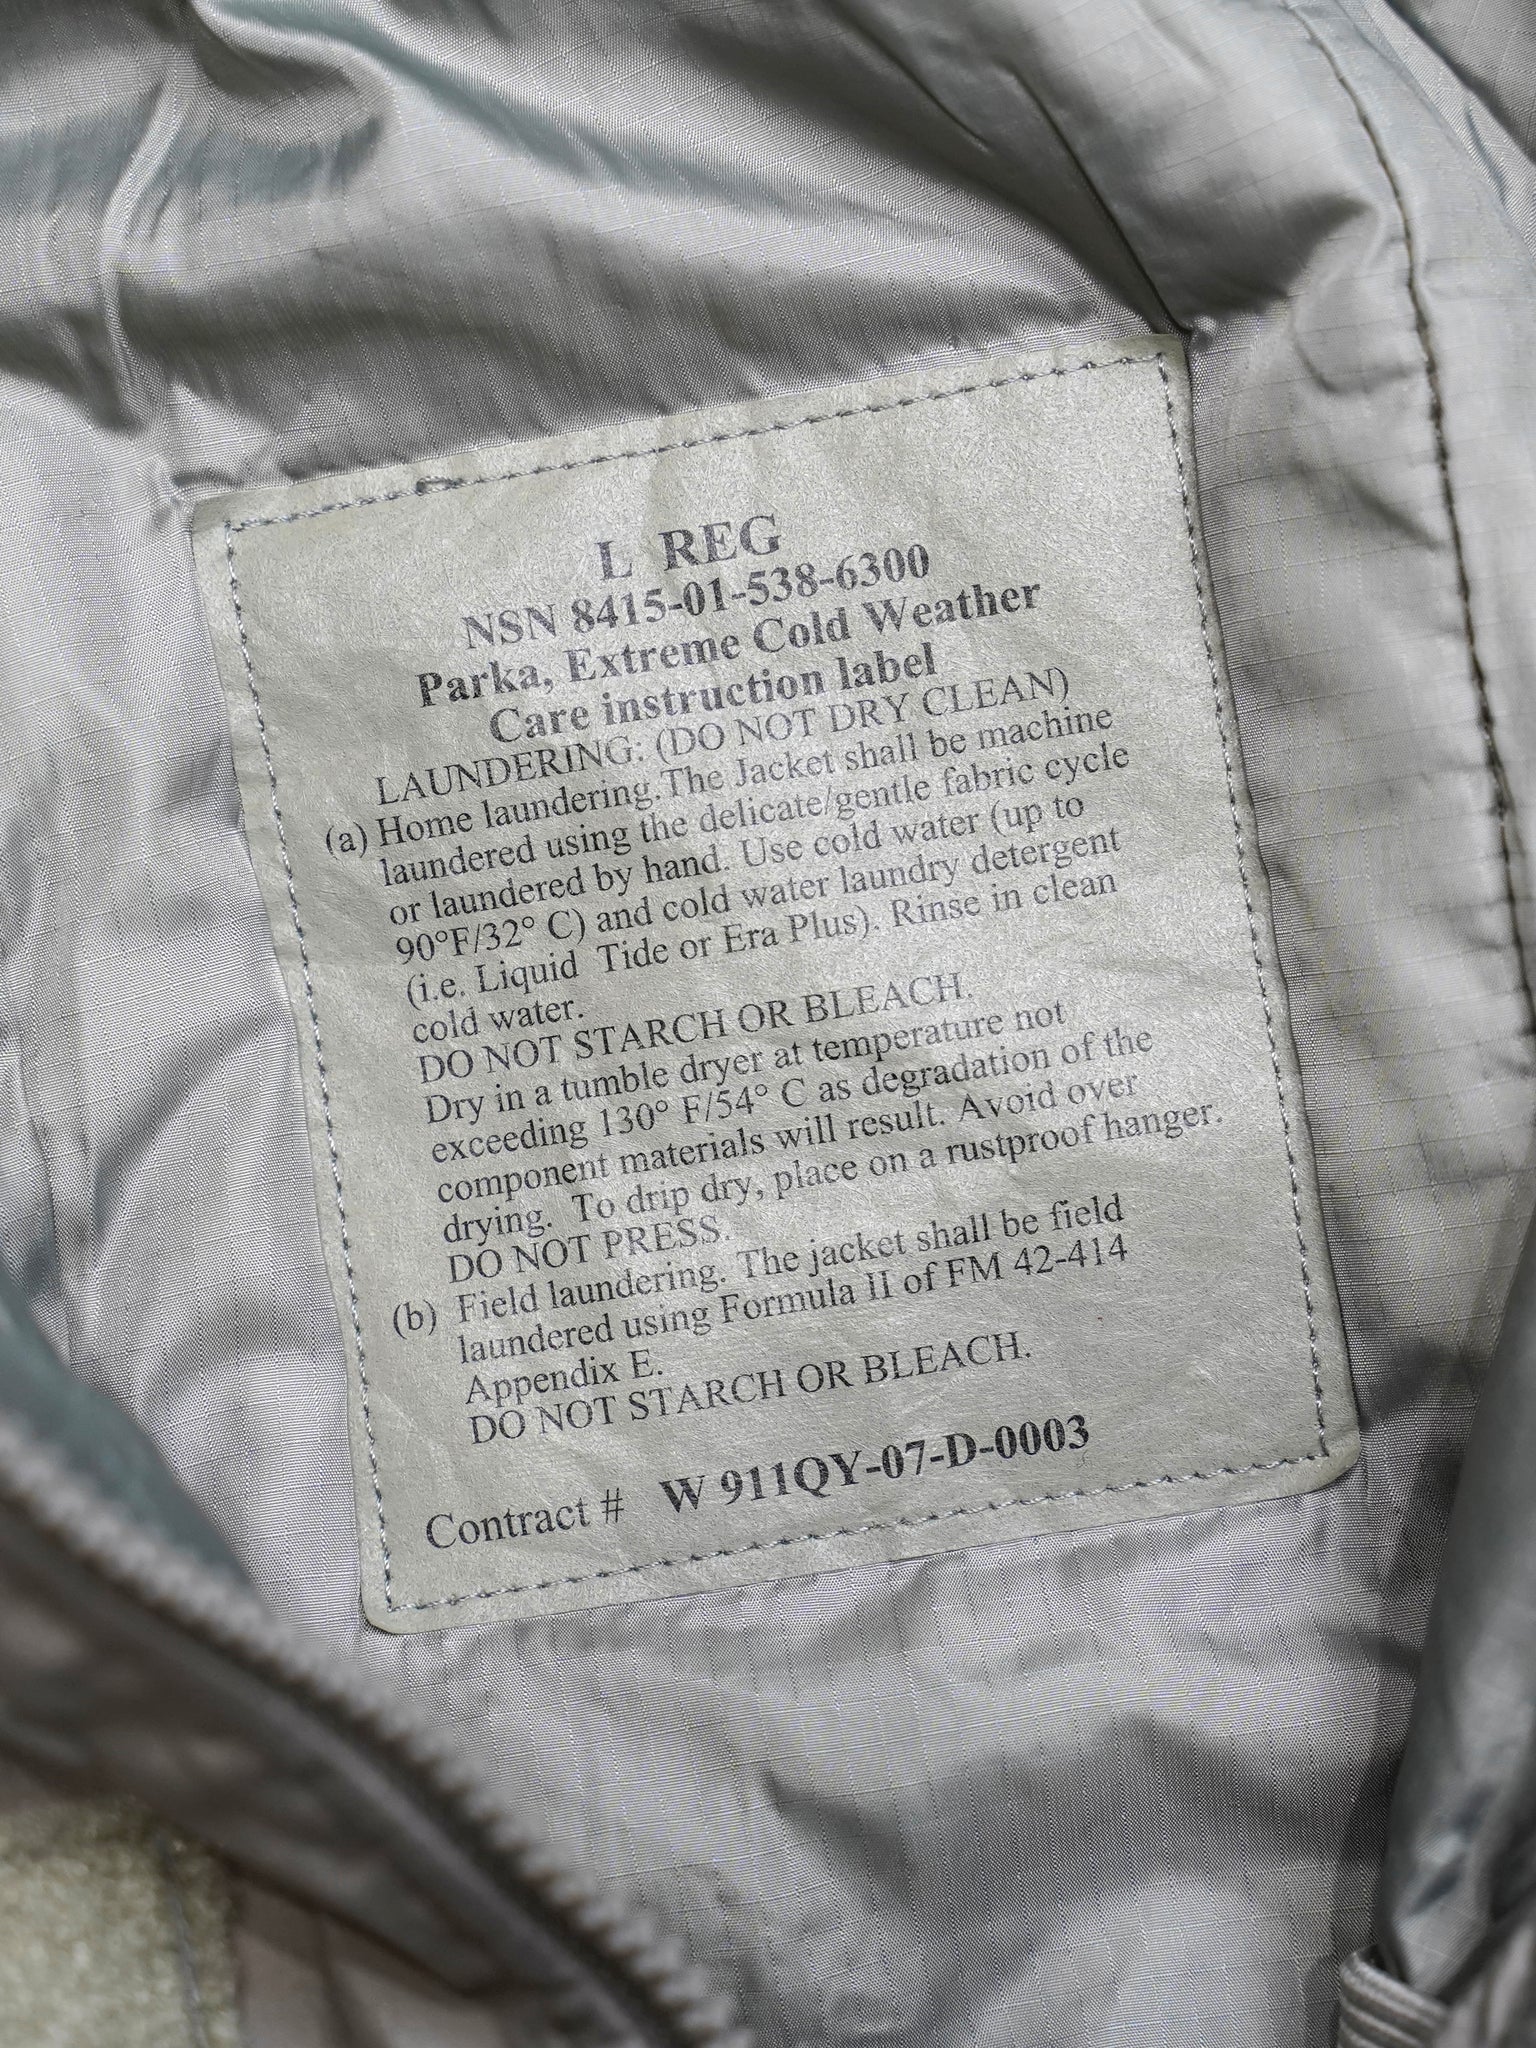 L REG
NSN 8415-01-538-6300
Parka, Extreme Cold Weather
Care instruction label
LAUNDERING: (DO NOT DRY CLEAN)
(a) Home laundering.The Jacket shall be machine
laundered using the delicate/gentle fabric cycle
or laundered by hand. Use cold water (up to
90°F/32° C) and cold water laundry detergent
(i.e. Liquid Tide or Era Plus). Rinse in clean
cold water.
DO NOT STARCH OR BLEACH.
Dry in a tumble dryer at temperature not
exceeding 130° F/54° C as degradation of the
component materials will result. Avoid over
drying. To drip dry, place on a rustproof hanger.
DO NOT PRESS.
(b) Field laundering. The jacket shall be field
laundered using Formula II of FM 42-414
Appendix E.
DO NOT STARCH OR BLEACH.
Contract # W 911QY-07-D-0003